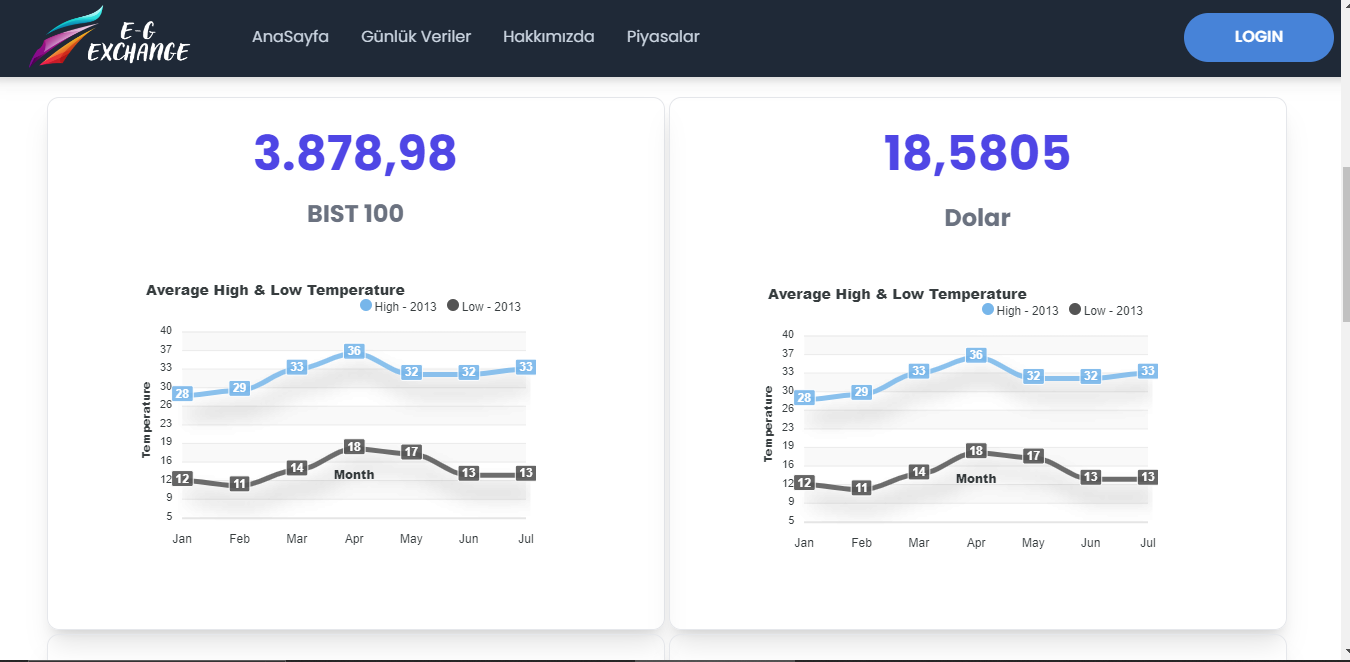 E-G
EXCHANGE
AnaSayfa Günlük Veriler Hakkımızda Piyasalar
LOGIN
3.878,98
BIST 100
Average High & Low Temperature
High - 2013 Low - 2013
40
37
33
30
26
23
19
16
12
9
5
Temperature
28 29 33 36 32 32 33
12 11 14 18 17 13 13
Month
Jan Feb Mar Apr May Jun Jul
18,5805
Dolar
Average High & Low Temperature
High - 2013 Low - 2013
40
37
33
30
26
23
19
16
12
9
5
Temperature
28 29 33 36 32 32 33
12 11 14 18 17 13 13
Month
Jan Feb Mar Apr May Jun Jul